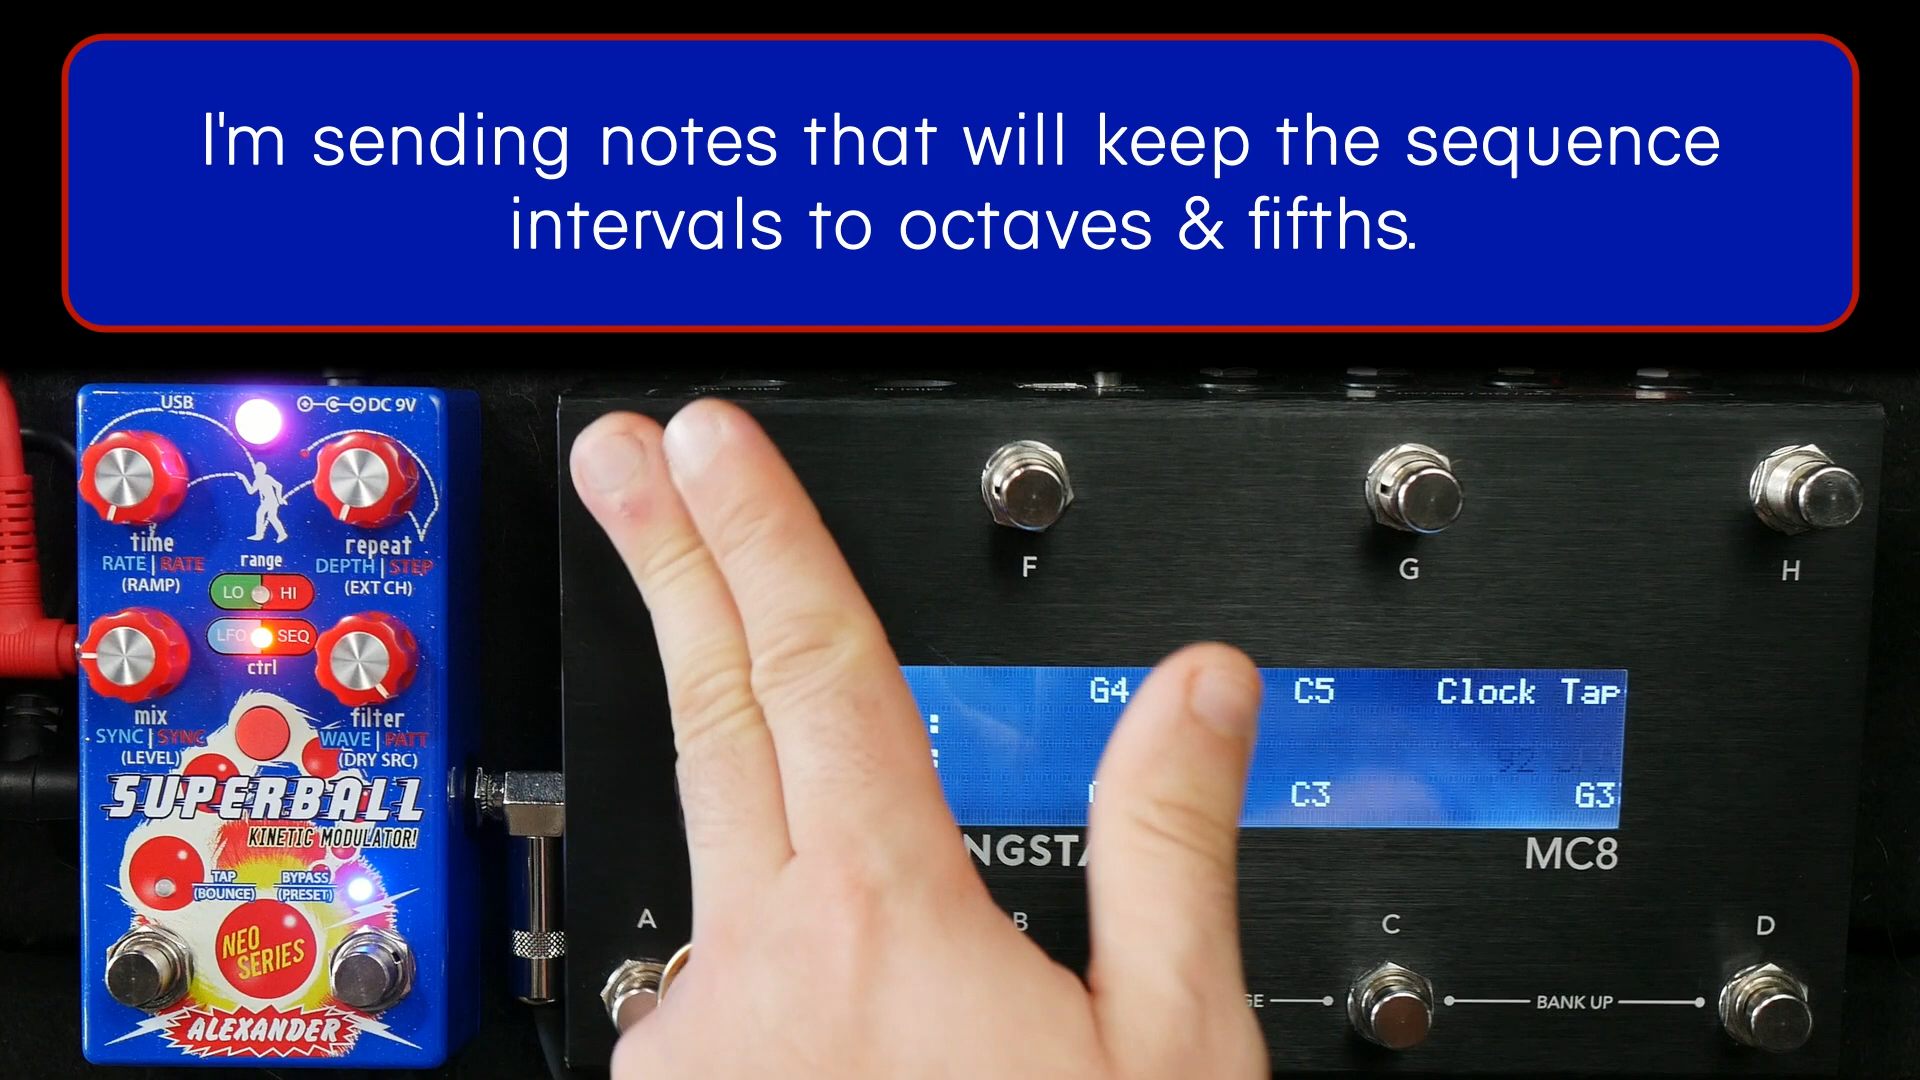 I'm sending notes that will keep the sequence
intervals to octaves & fifths.
USB
DC 9V
time
RATE | RATE
(RAMP)
range
repeat
DEPTH | STEP
(EXT CH)
LO HI
LFO SEQ
ctrl
mix
SYNC | SYNC
(LEVEL)
filter
WAVE | PATT
(DRY SRC)
SUPERBALL
KINETIC MODULATOR!
TAP
(BOUNCE)
BYPASS
(PRESET)
NEO
SERIES
ALEXANDER
F G H
G4 C5 Clock Tap
C3 G3
MC8
A B C D
BANK UP